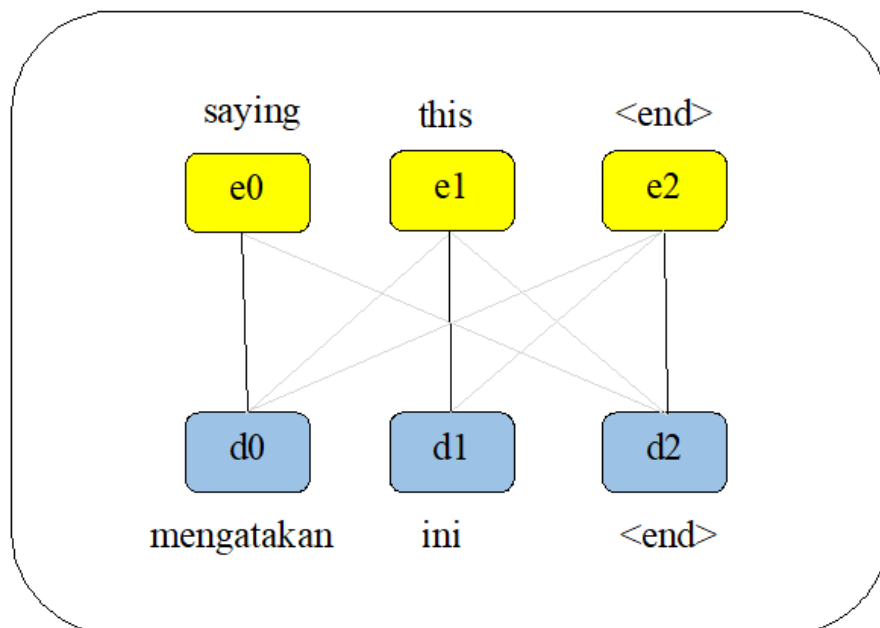 saying this <end>
e0 e1 e2
d0 d1 d2
mengatakan ini <end>